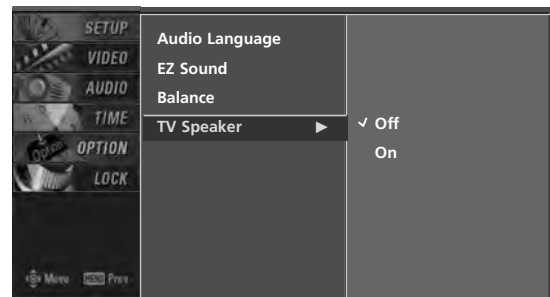 SETUP
VIDEO
AUDIO
TIME
OPTION
LOCK
Move MENU Prev
Audio Language
EZ Sound
Balance
TV Speaker ▶
✓ Off
On